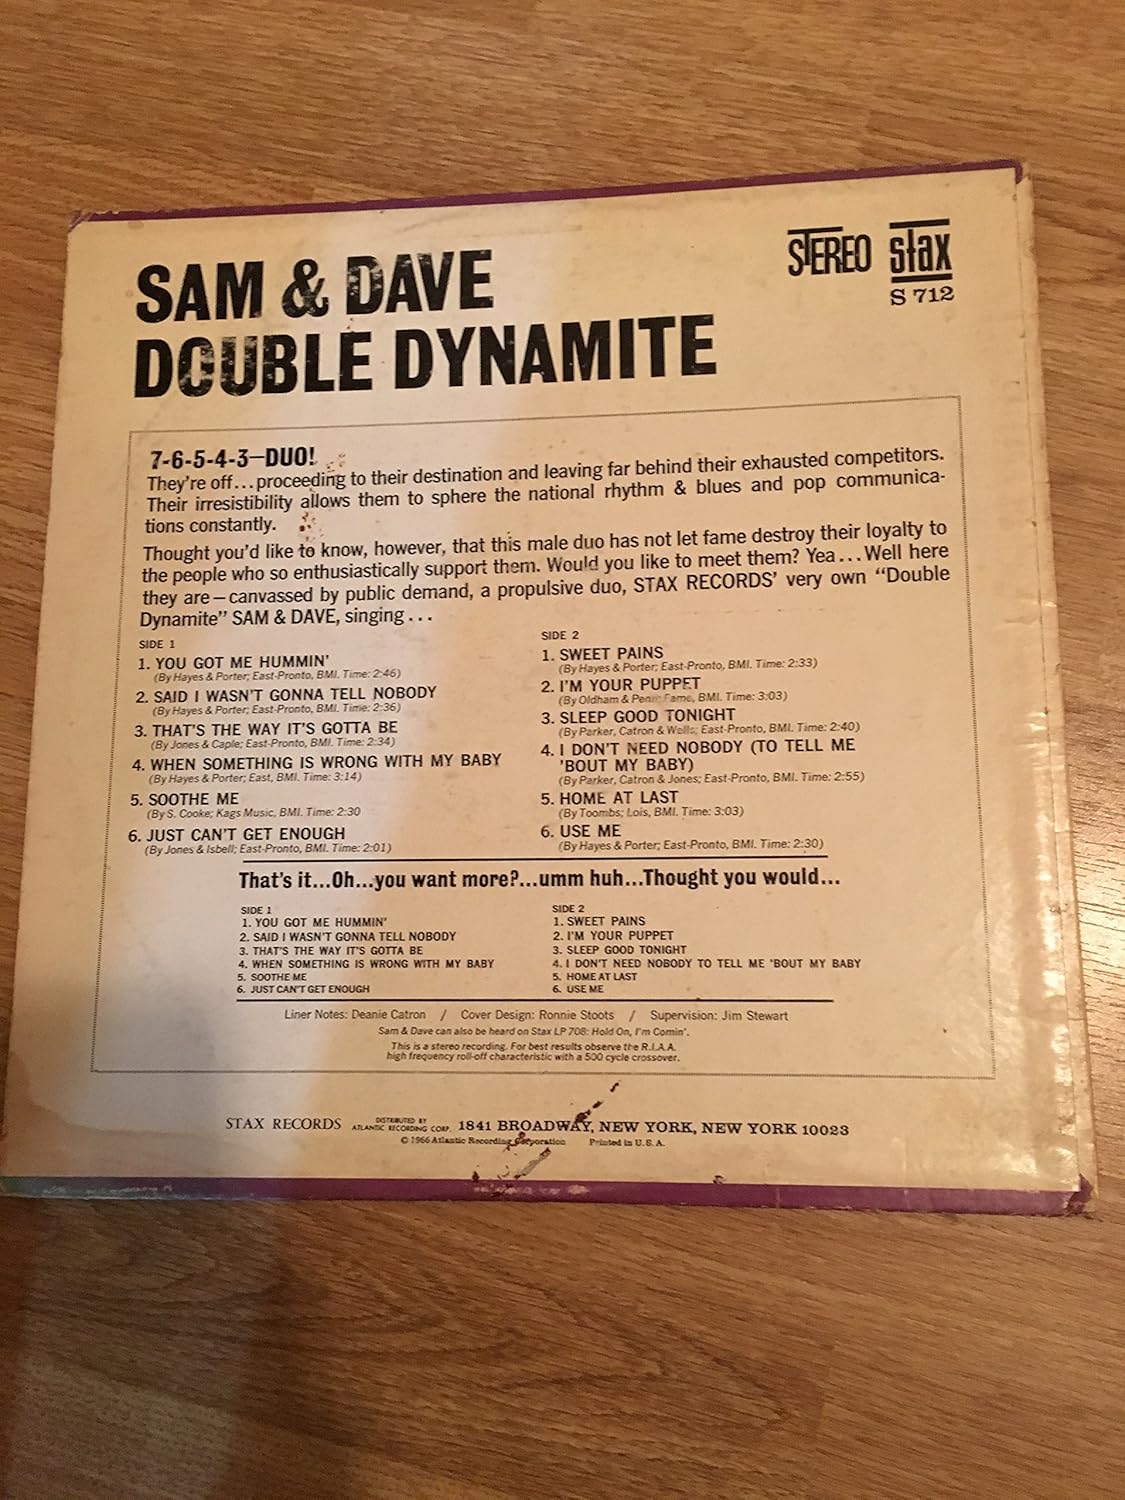 STEREO stax
S 712
SAM & DAVE
DOUBLE DYNAMITE
7-6-5-4-3—DUO!
They're off...proceeding to their destination and leaving far behind their exhausted competitors.
Their irresistibility allows them to sphere the national rhythm & blues and pop communica-
tions constantly.
Thought you'd like to know, however, that this male duo has not let fame destroy their loyalty to
the people who so enthusiastically support them. Would you like to meet them? Yea...Well here
they are—canvassed by public demand, a propulsive duo, STAX RECORDS' very own "Double
Dynamite" SAM & DAVE, singing...
SIDE 1
1. YOU GOT ME HUMMIN'
(By Hayes & Porter; East-Pronto, BMI. Time: 2:46)
2. SAID I WASN'T GONNA TELL NOBODY
(By Hayes & Porter; East-Pronto, BMI. Time: 2:36)
3. THAT'S THE WAY IT'S GOTTA BE
(By Jones & Caple; East-Pronto, BMI. Time: 2:34)
4. WHEN SOMETHING IS WRONG WITH MY BABY
(By Hayes & Porter; East, BMI. Time: 3:14)
5. SOOTHE ME
(By S. Cooke; Kags Music, BMI. Time: 2:30
6. JUST CAN'T GET ENOUGH
(By Jones & Isbell; East-Pronto, BMI. Time: 2:01)
SIDE 2
1. SWEET PAINS
(By Hayes & Porter; East-Pronto, BMI. Time: 2:33)
2. I'M YOUR PUPPET
(By Oldham & Penn; Fame, BMI. Time: 3:03)
3. SLEEP GOOD TONIGHT
(By Parker, Catron & Wells; East-Pronto, BMI. Time: 2:40)
4. I DON'T NEED NOBODY (TO TELL ME
'BOUT MY BABY)
(By Parker, Catron & Jones; East-Pronto, BMI. Time: 2:55)
5. HOME AT LAST
(By Toombs; Lois, BMI. Time: 3:03)
6. USE ME
(By Hayes & Porter; East-Pronto, BMI. Time: 2:30)
That's it...Oh...you want more?...umm huh...Thought you would...
SIDE 1
1. YOU GOT ME HUMMIN'
2. SAID I WASN'T GONNA TELL NOBODY
3. THAT'S THE WAY IT'S GOTTA BE
4. WHEN SOMETHING IS WRONG WITH MY BABY
5. SOOTHE ME
6. JUST CAN'T GET ENOUGH
SIDE 2
1. SWEET PAINS
2. I'M YOUR PUPPET
3. SLEEP GOOD TONIGHT
4. I DON'T NEED NOBODY TO TELL ME 'BOUT MY BABY
5. HOME AT LAST
6. USE ME
Liner Notes: Deanie Catron / Cover Design: Ronnie Stoots / Supervision: Jim Stewart
Sam & Dave can also be heard on Stax LP 708: Hold On, I'm Comin'.
This is a stereo recording. For best results observe the R.I.A.A.
high frequency roll-off characteristic with a 500 cycle crossover.
STAX RECORDS DISTRIBUTED BY
ATLANTIC RECORDING CORP. 1841 BROADWAY, NEW YORK, NEW YORK 10023
© 1966 Atlantic Recording Corporation Printed in U. S. A.